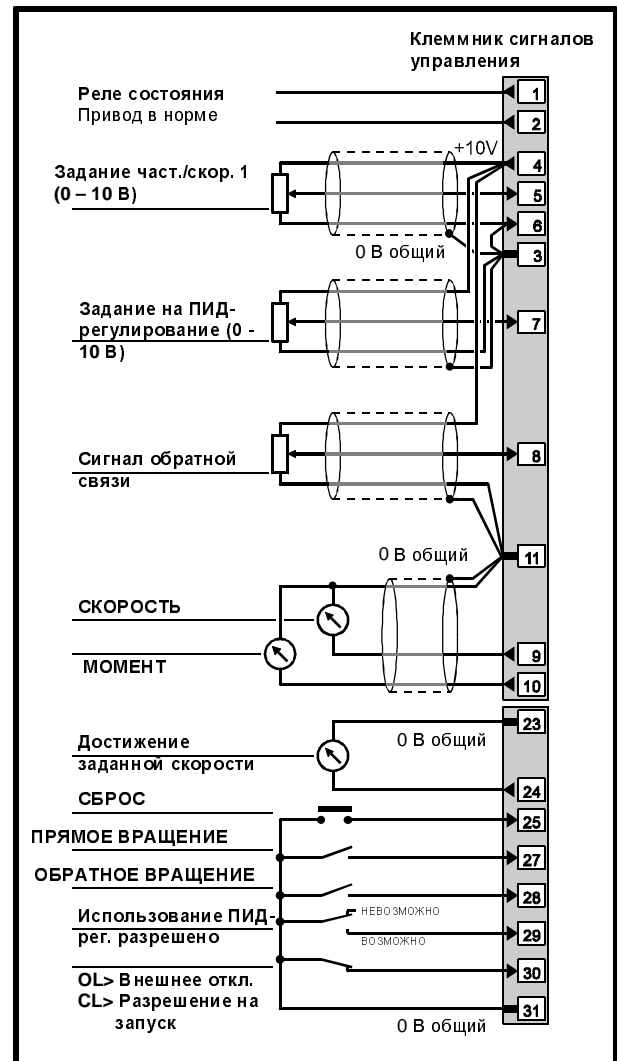 Клеммник сигналов
управления
Реле состояния
Привод в норме
1
2
+10V
4
Задание част./скор. 1
(0 – 10 В)
5
6
0 В общий
3
Задание на ПИД-
регулирование (0 -
10 В)
7
Сигнал обратной
связи
8
0 В общий
11
СКОРОСТЬ
9
МОМЕНТ
10
23
0 В общий
Достижение
заданной скорости
24
СБРОС
25
ПРЯМОЕ ВРАЩЕНИЕ
27
ОБРАТНОЕ ВРАЩЕНИЕ
28
Использование ПИД-
рег. разрешено
НЕВОЗМОЖНО
29
ВОЗМОЖНО
30
OL> Внешнее откл.
CL> Разрешение на
запуск
31
0 В общий